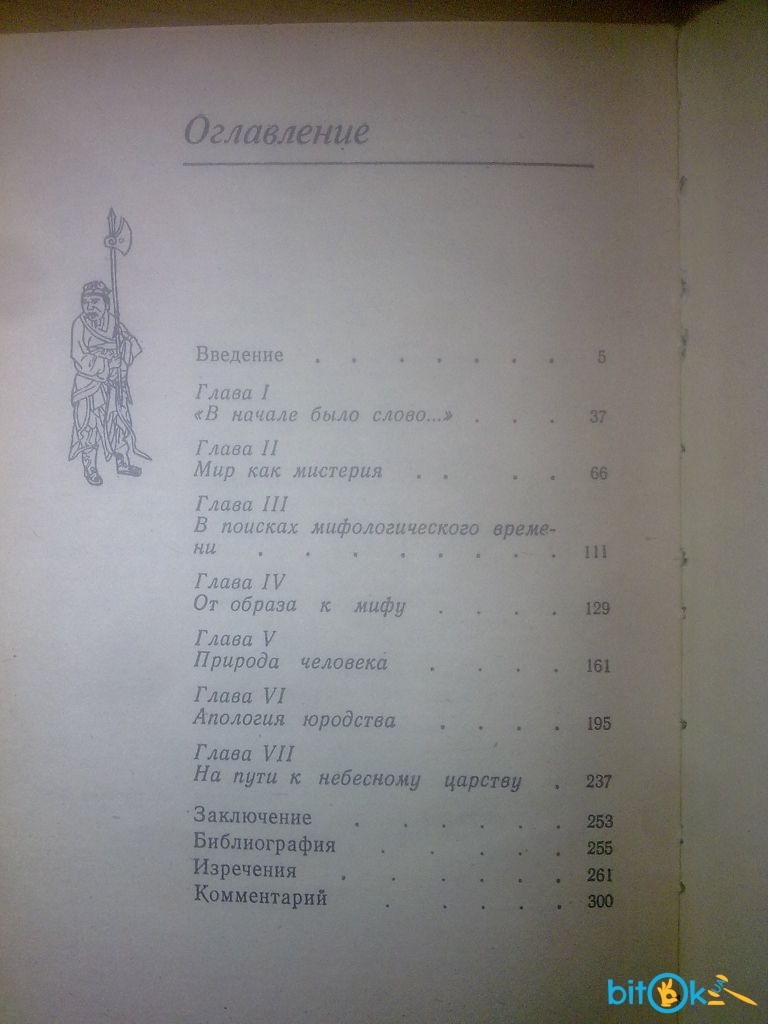 Оглавление
Введение . . . . . . . 5
Глава I
«В начале было слово...» . . . 37
Глава II
Мир как мистерия . . . . 66
Глава III
В поисках мифологического време-
ни . . . . . . . . 111
Глава IV
От образа к мифу . . . . 129
Глава V
Природа человека . . . . 161
Глава VI
Апология юродства . . . . 195
Глава VII
На пути к небесному царству . 237
Заключение . . . . . . 253
Библиография . . . . . 255
Изречения . . . . . . 261
Комментарий . . . . . 300
bitok UA